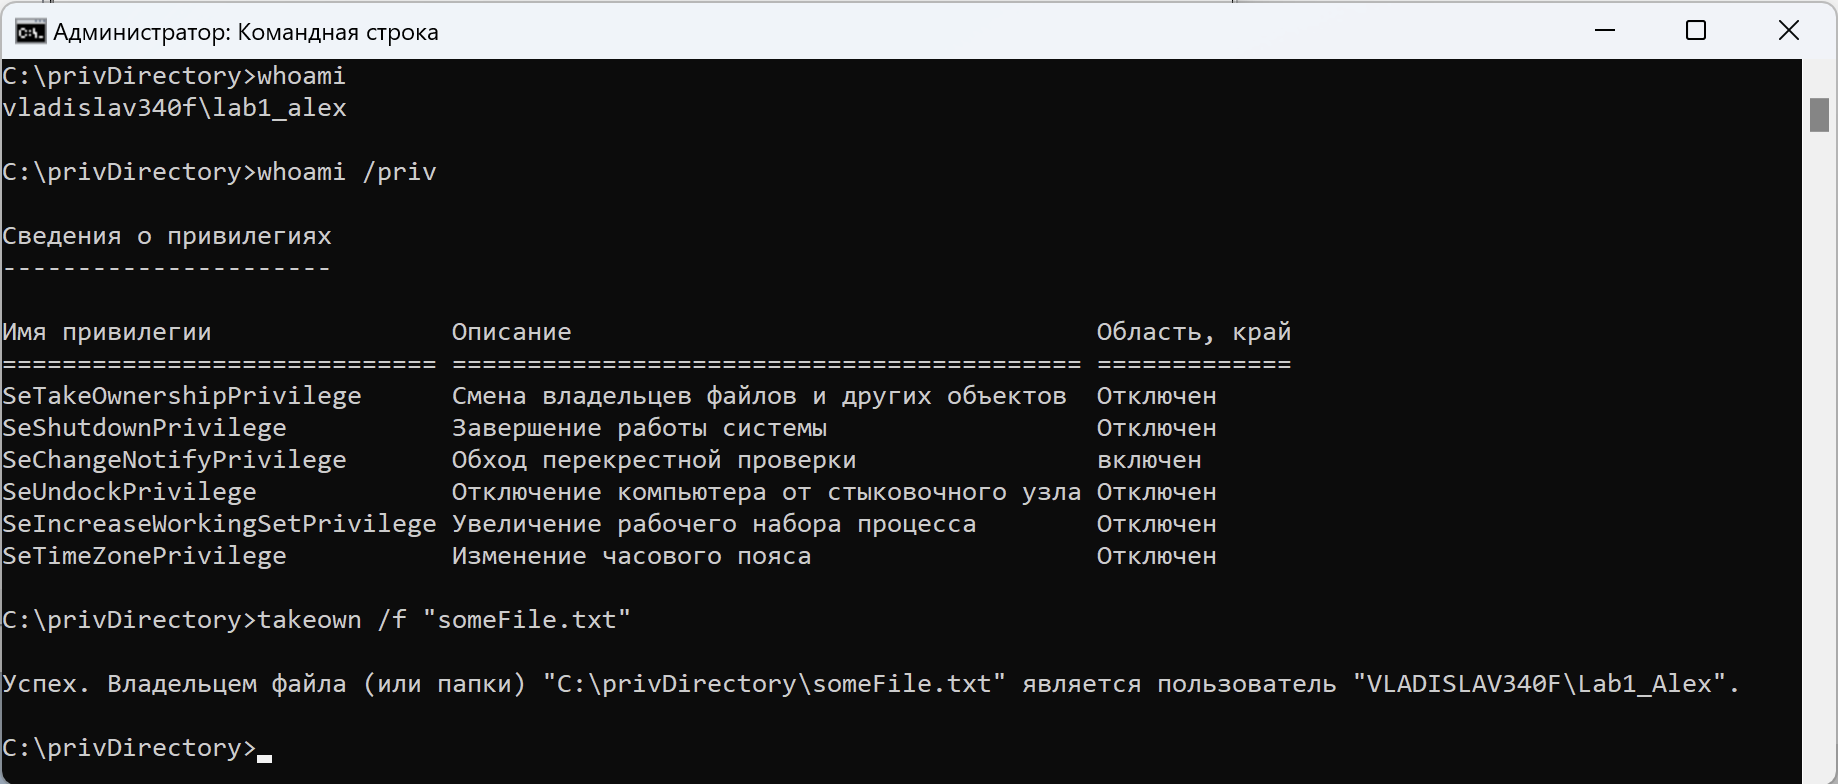 Администратор: Командная строка
C:\privDirectory>whoami
vladislav340f\lab1_alex
C:\privDirectory>whoami /priv
Сведения о привилегиях
----------------------
Имя привилегии                Описание                                   Область, край
============================= ========================================== =============
SeTakeOwnershipPrivilege      Смена владельцев файлов и других объектов  Отключен
SeShutdownPrivilege           Завершение работы системы                  Отключен
SeChangeNotifyPrivilege       Обход перекрестной проверки                включен
SeUndockPrivilege             Отключение компьютера от стыковочного узла Отключен
SeIncreaseWorkingSetPrivilege Увеличение рабочего набора процесса        Отключен
SeTimeZonePrivilege           Изменение часового пояса                   Отключен
C:\privDirectory>takeown /f "someFile.txt"
Успех. Владельцем файла (или папки) "C:\privDirectory\someFile.txt" является пользователь "VLADISLAV340F\Lab1_Alex".
C:\privDirectory>